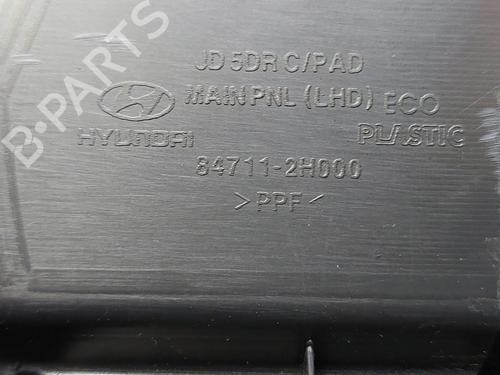 JD 5DR C/PAD
MAIN PNL (LHD) ECO
HYUNDAI PLASTIC
84711-2H000
>PPF<
B-PARTS